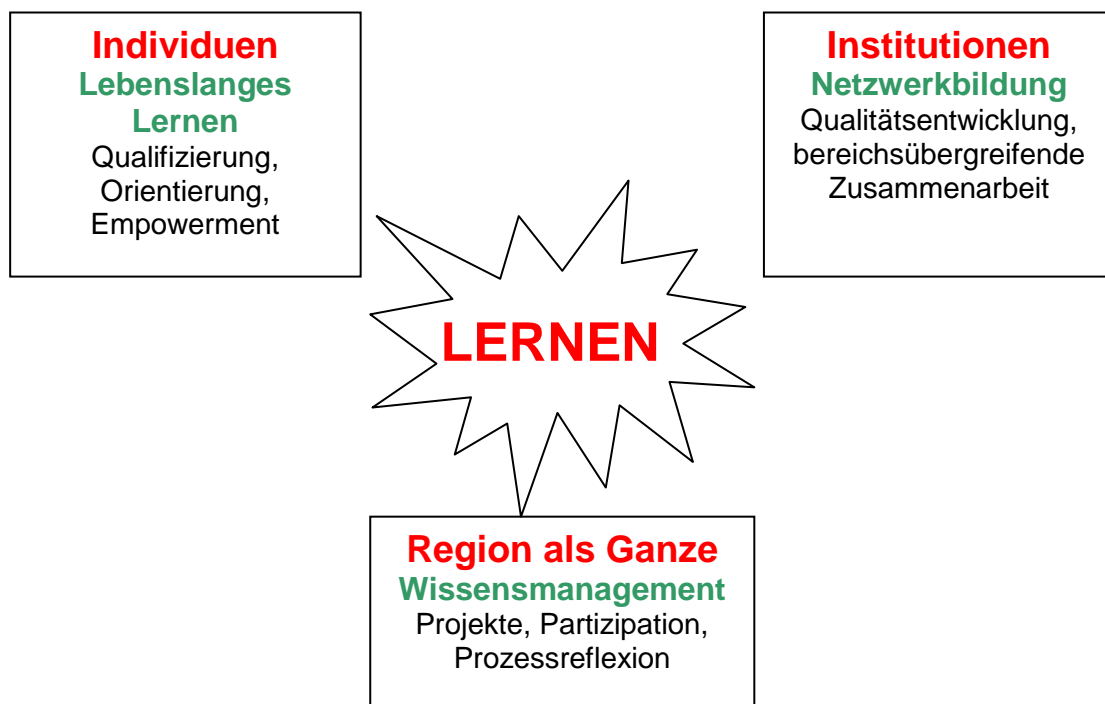 Individuen
Lebenslanges
Lernen
Qualifizierung,
Orientierung,
Empowerment
Institutionen
Netzwerkbildung
Qualitätsentwicklung,
bereichsübergreifende
Zusammenarbeit
LERNEN
Region als Ganze
Wissensmanagement
Projekte, Partizipation,
Prozessreflexion